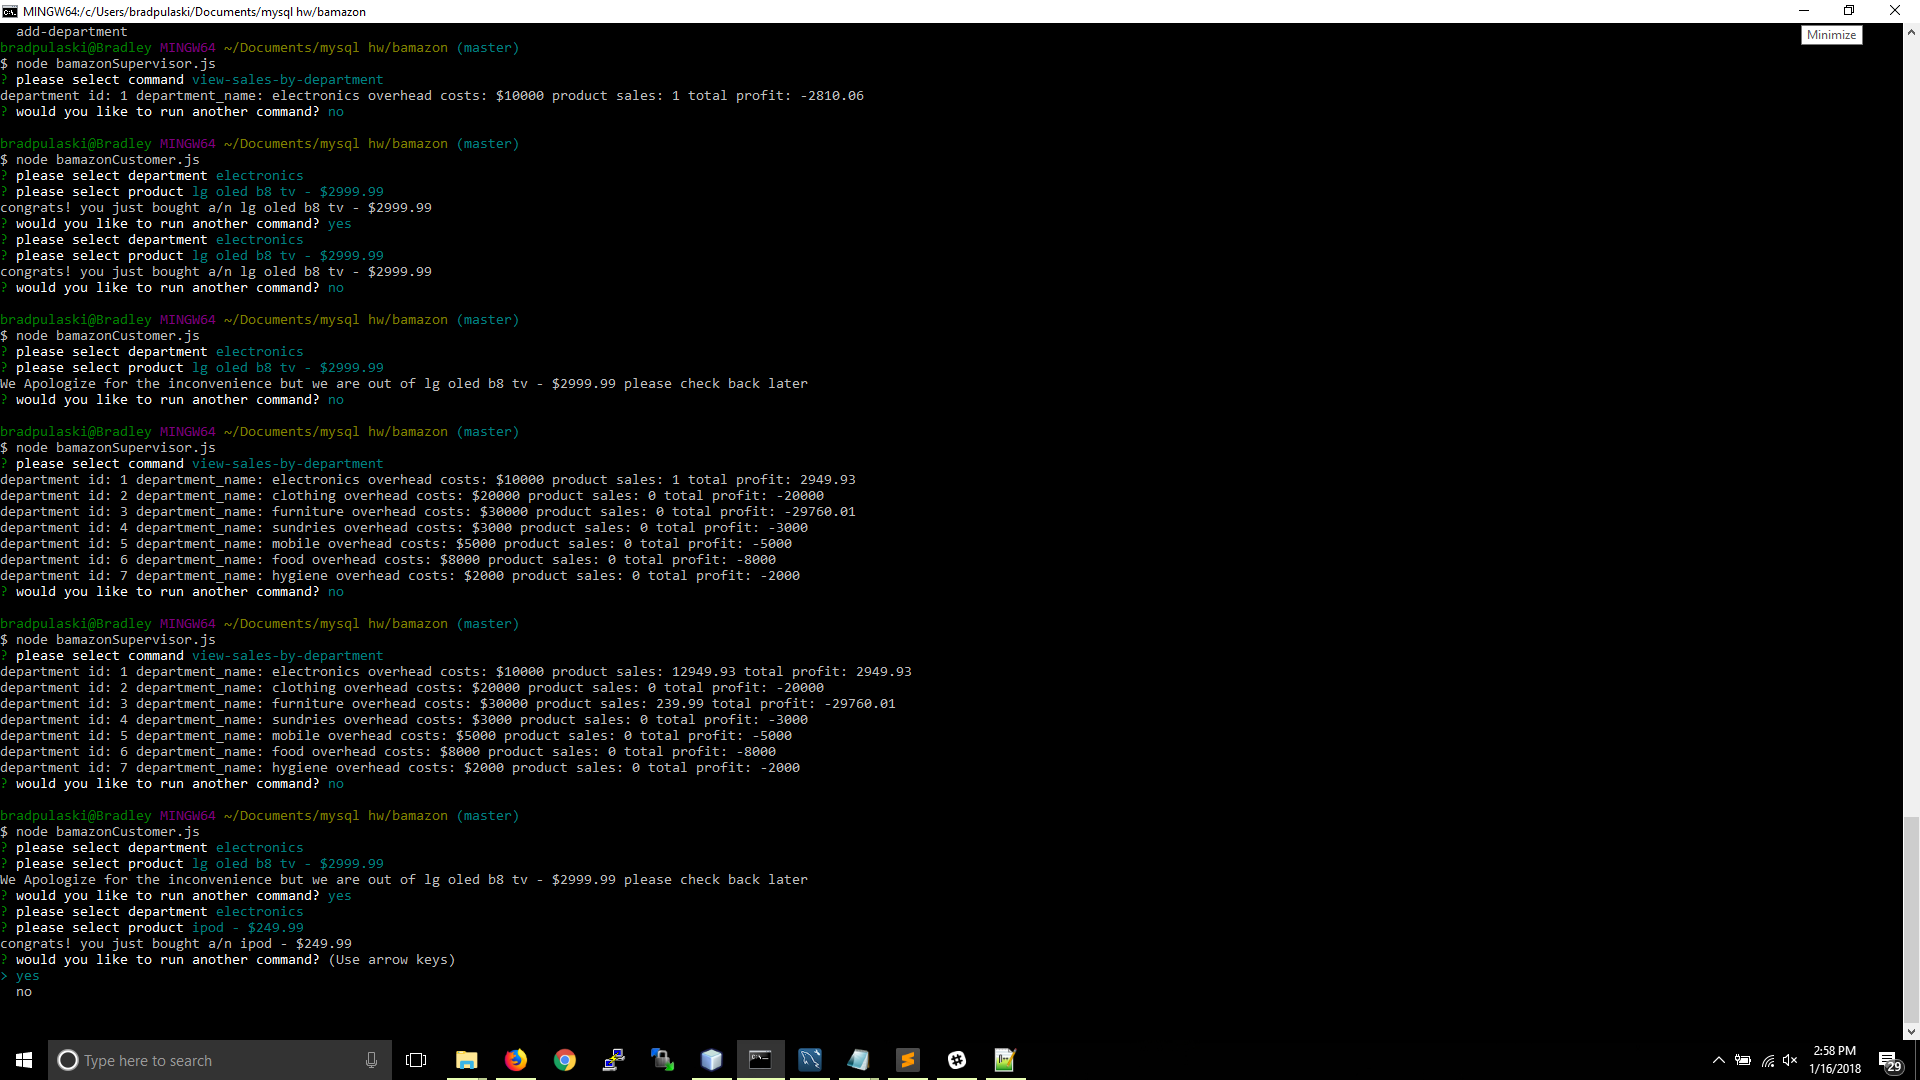 MINGW64:/c/Users/bradpulaski/Documents/mysql hw/bamazon
Minimize
add-department
bradpulaski@Bradley MINGW64 ~/Documents/mysql hw/bamazon (master)
$ node bamazonSupervisor.js
? please select command view-sales-by-department
department id: 1 department_name: electronics overhead costs: $10000 product sales: 1 total profit: -2810.06
? would you like to run another command? no
bradpulaski@Bradley MINGW64 ~/Documents/mysql hw/bamazon (master)
$ node bamazonCustomer.js
? please select department electronics
? please select product lg oled b8 tv - $2999.99
congrats! you just bought a/n lg oled b8 tv - $2999.99
? would you like to run another command? yes
? please select department electronics
? please select product lg oled b8 tv - $2999.99
congrats! you just bought a/n lg oled b8 tv - $2999.99
? would you like to run another command? no
bradpulaski@Bradley MINGW64 ~/Documents/mysql hw/bamazon (master)
$ node bamazonCustomer.js
? please select department electronics
? please select product lg oled b8 tv - $2999.99
We Apologize for the inconvenience but we are out of lg oled b8 tv - $2999.99 please check back later
? would you like to run another command? no
bradpulaski@Bradley MINGW64 ~/Documents/mysql hw/bamazon (master)
$ node bamazonSupervisor.js
? please select command view-sales-by-department
department id: 1 department_name: electronics overhead costs: $10000 product sales: 1 total profit: 2949.93
department id: 2 department_name: clothing overhead costs: $20000 product sales: 0 total profit: -20000
department id: 3 department_name: furniture overhead costs: $30000 product sales: 0 total profit: -29760.01
department id: 4 department_name: sundries overhead costs: $3000 product sales: 0 total profit: -3000
department id: 5 department_name: mobile overhead costs: $5000 product sales: 0 total profit: -5000
department id: 6 department_name: food overhead costs: $8000 product sales: 0 total profit: -8000
department id: 7 department_name: hygiene overhead costs: $2000 product sales: 0 total profit: -2000
? would you like to run another command? no
bradpulaski@Bradley MINGW64 ~/Documents/mysql hw/bamazon (master)
$ node bamazonSupervisor.js
? please select command view-sales-by-department
department id: 1 department_name: electronics overhead costs: $10000 product sales: 12949.93 total profit: 2949.93
department id: 2 department_name: clothing overhead costs: $20000 product sales: 0 total profit: -20000
department id: 3 department_name: furniture overhead costs: $30000 product sales: 239.99 total profit: -29760.01
department id: 4 department_name: sundries overhead costs: $3000 product sales: 0 total profit: -3000
department id: 5 department_name: mobile overhead costs: $5000 product sales: 0 total profit: -5000
department id: 6 department_name: food overhead costs: $8000 product sales: 0 total profit: -8000
department id: 7 department_name: hygiene overhead costs: $2000 product sales: 0 total profit: -2000
? would you like to run another command? no
bradpulaski@Bradley MINGW64 ~/Documents/mysql hw/bamazon (master)
$ node bamazonCustomer.js
? please select department electronics
? please select product lg oled b8 tv - $2999.99
We Apologize for the inconvenience but we are out of lg oled b8 tv - $2999.99 please check back later
? would you like to run another command? yes
? please select department electronics
? please select product ipod - $249.99
congrats! you just bought a/n ipod - $249.99
? would you like to run another command? (Use arrow keys)
> yes
no
Type here to search
2:58 PM
1/16/2018
29